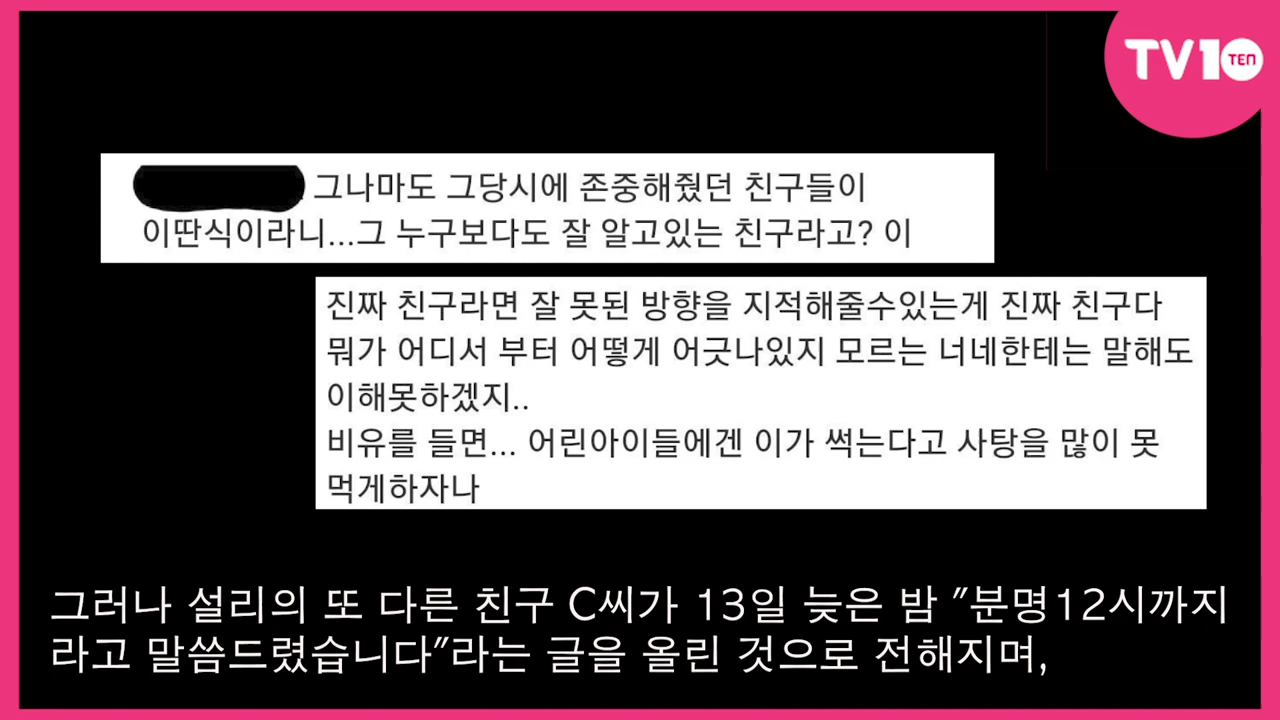 TV10
TEN
그나마도 그당시에 존중해줬던 친구들이
이딴식이라니...그 누구보다도 잘 알고있는 친구라고? 이
진짜 친구라면 잘 못된 방향을 지적해줄수있는게 진짜 친구다
뭐가 어디서 부터 어떻게 어긋나있지 모르는 너네한테는 말해도
이해못하겠지..
비유를 들면... 어린아이들에겐 이가 썩는다고 사탕을 많이 못
먹게하자나
그러나 설리의 또 다른 친구 C씨가 13일 늦은 밤 "분명12시까지
라고 말씀드렸습니다"라는 글을 올린 것으로 전해지며,